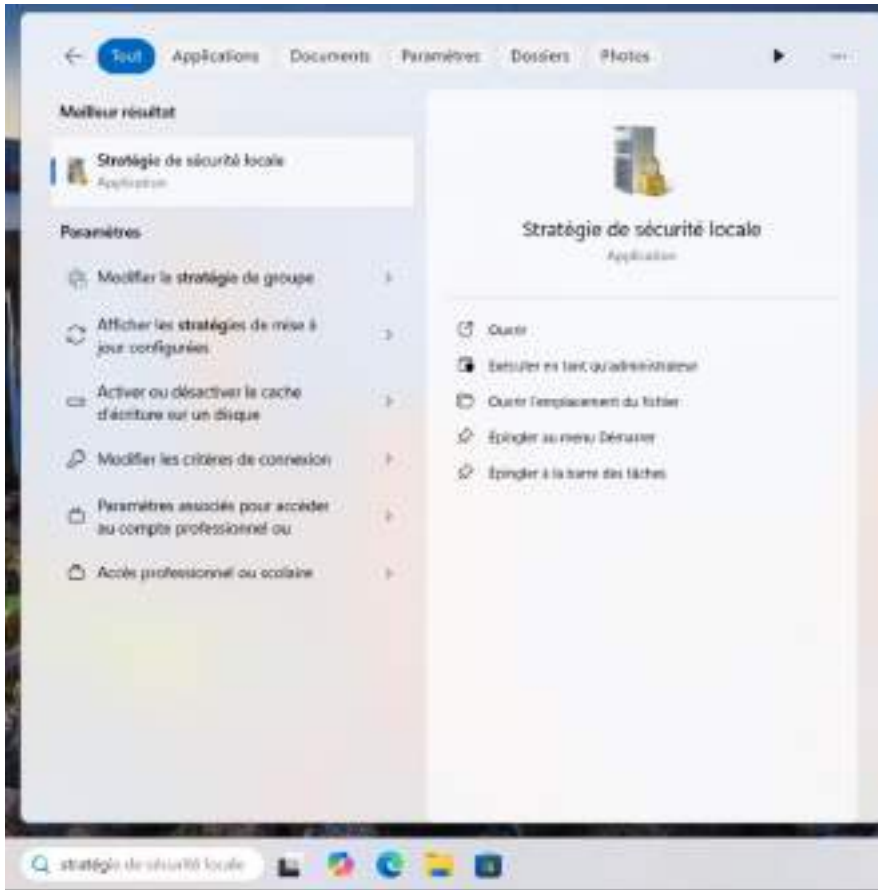 Tout Applications Documents Paramètres Dossiers Photos
Meilleur résultat
Stratégie de sécurité locale
Application
Paramètres
Modifier la stratégie de groupe
Afficher les stratégies de mise à
jour configurées
Activer ou désactiver le cache
d'écriture sur un disque
Modifier les critères de connexion
Paramètres associés pour accéder
au compte professionnel ou
Accès professionnel ou scolaire
Stratégie de sécurité locale
Application
Ouvrir
Exécuter en tant qu'administrateur
Ouvrir l'emplacement du fichier
Épingler au menu Démarrer
Épingler à la barre des tâches
stratégie de sécurité locale